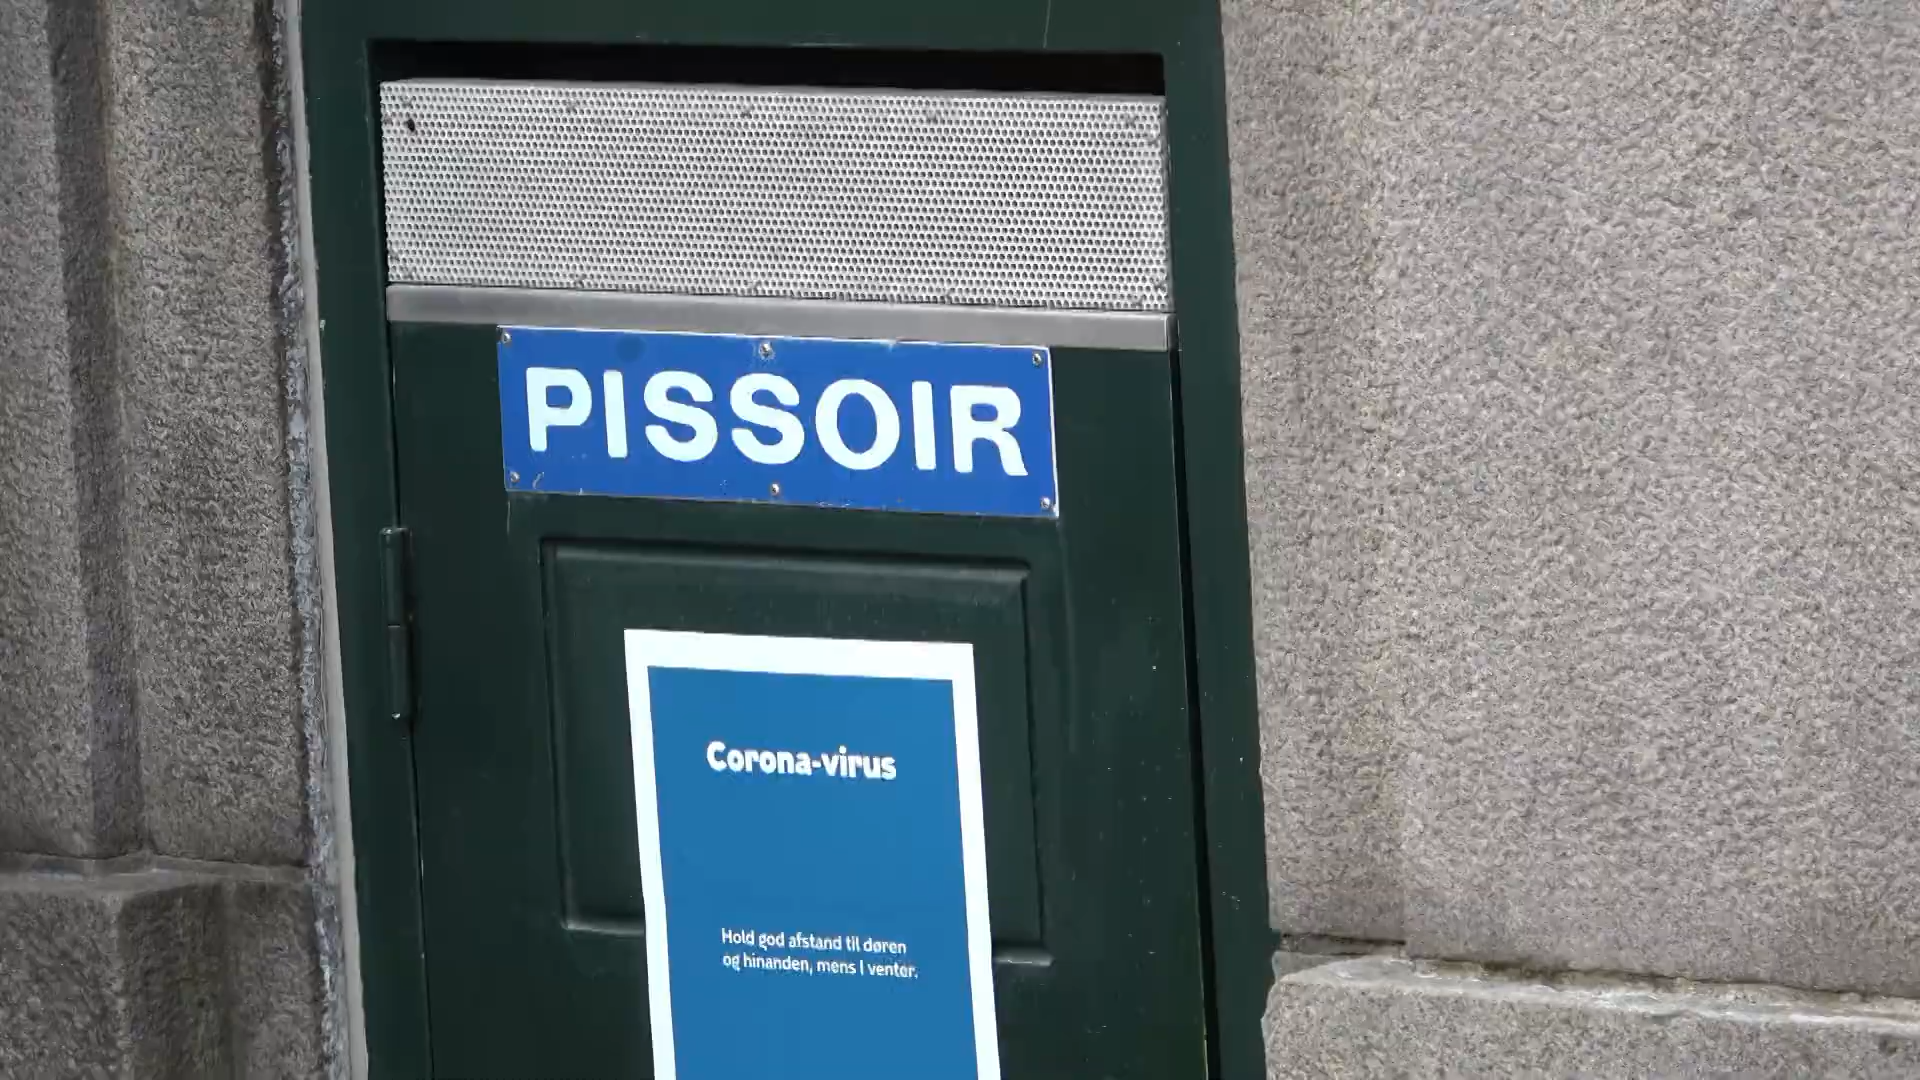 PISSOIR
Corona-virus
Hold god afstand til døren
og hinanden, mens I venter.